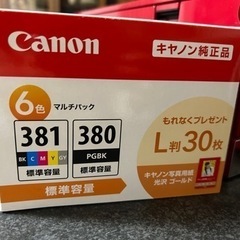 Canon
キヤノン純正品
6色 マルチパック
381
BK C M Y GY
標準容量
380
PGBK
標準容量
標準容量
もれなくプレゼント
L判30枚
キヤノン写真用紙
光沢 ゴールド